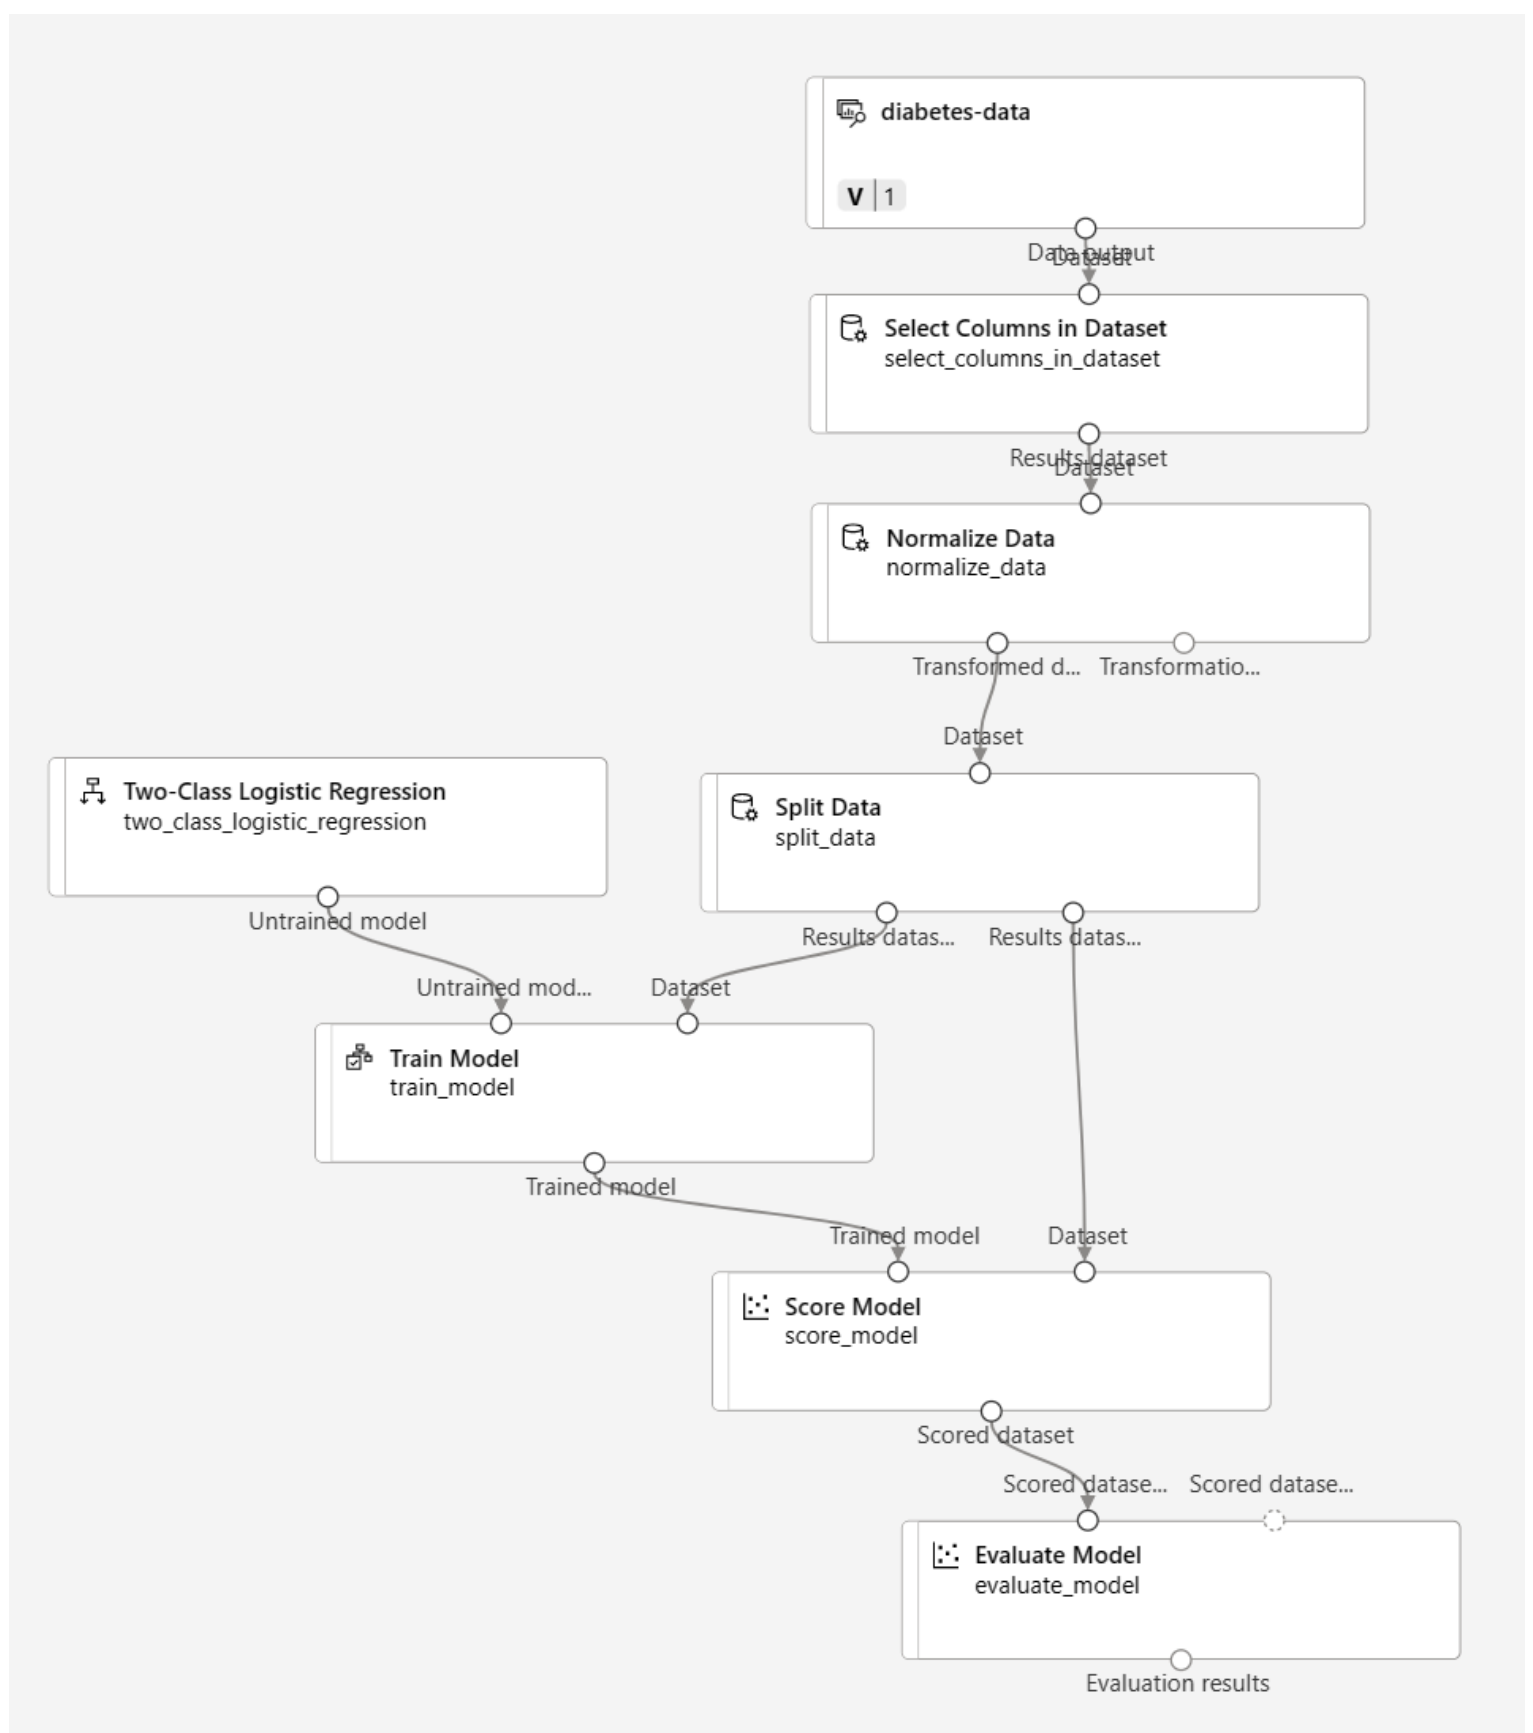 diabetes-data
V 1
Data output
Dataset
Select Columns in Dataset
select_columns_in_dataset
Results dataset
Dataset
Normalize Data
normalize_data
Transformed d... Transformatio...
Dataset
Two-Class Logistic Regression
two_class_logistic_regression
Untrained model
Split Data
split_data
Results datas... Results datas...
Untrained mod... Dataset
Train Model
train_model
Trained model
Trained model Dataset
Score Model
score_model
Scored dataset
Scored datase... Scored datase...
Evaluate Model
evaluate_model
Evaluation results